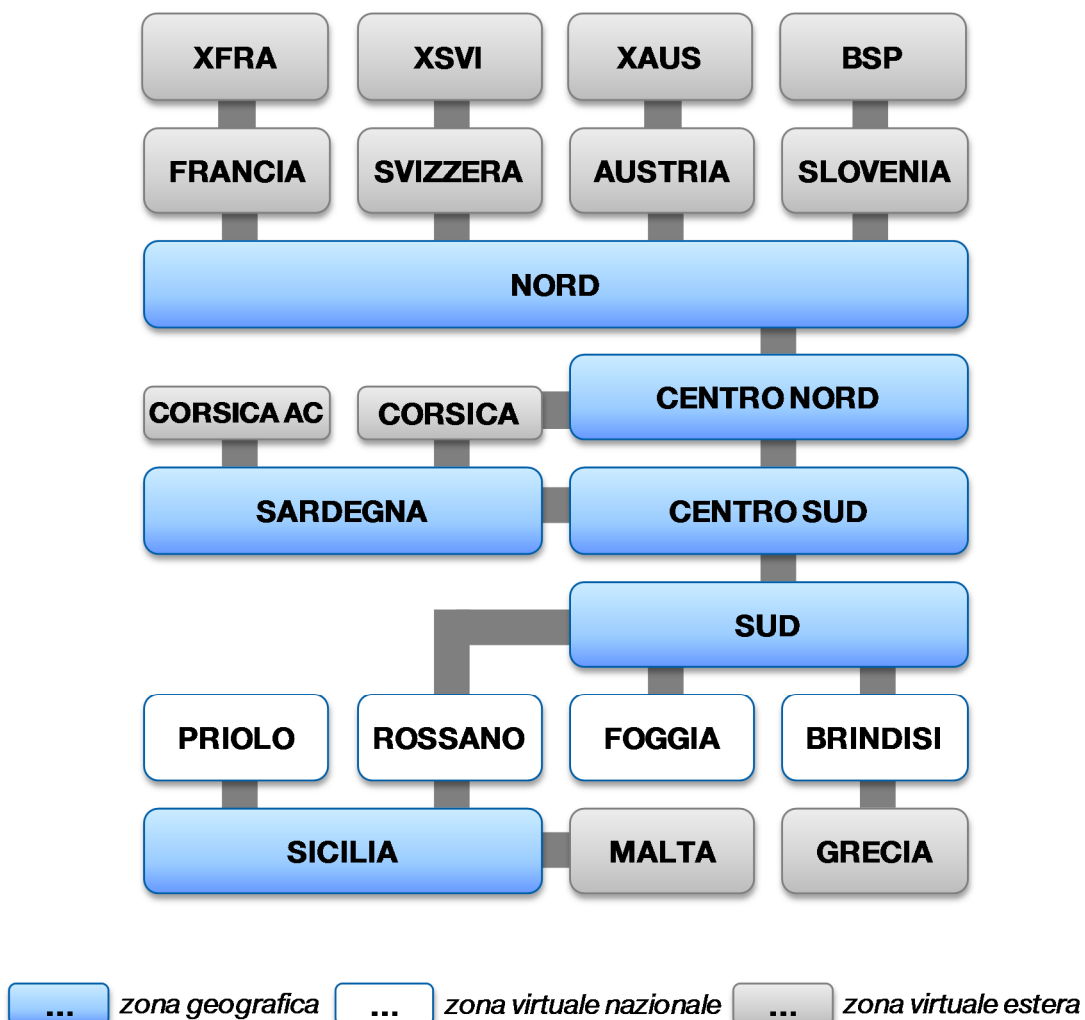 XFRA XSVI XAUS BSP
FRANCIA SVIZZERA AUSTRIA SLOVENIA
NORD
CENTRO NORD
CORSICA AC CORSICA
SARDEGNA CENTRO SUD
SUD
PRIOLO ROSSANO FOGGIA BRINDISI
SICILIA MALTA GRECIA
... zona geografica ... zona virtuale nazionale ... zona virtuale estera